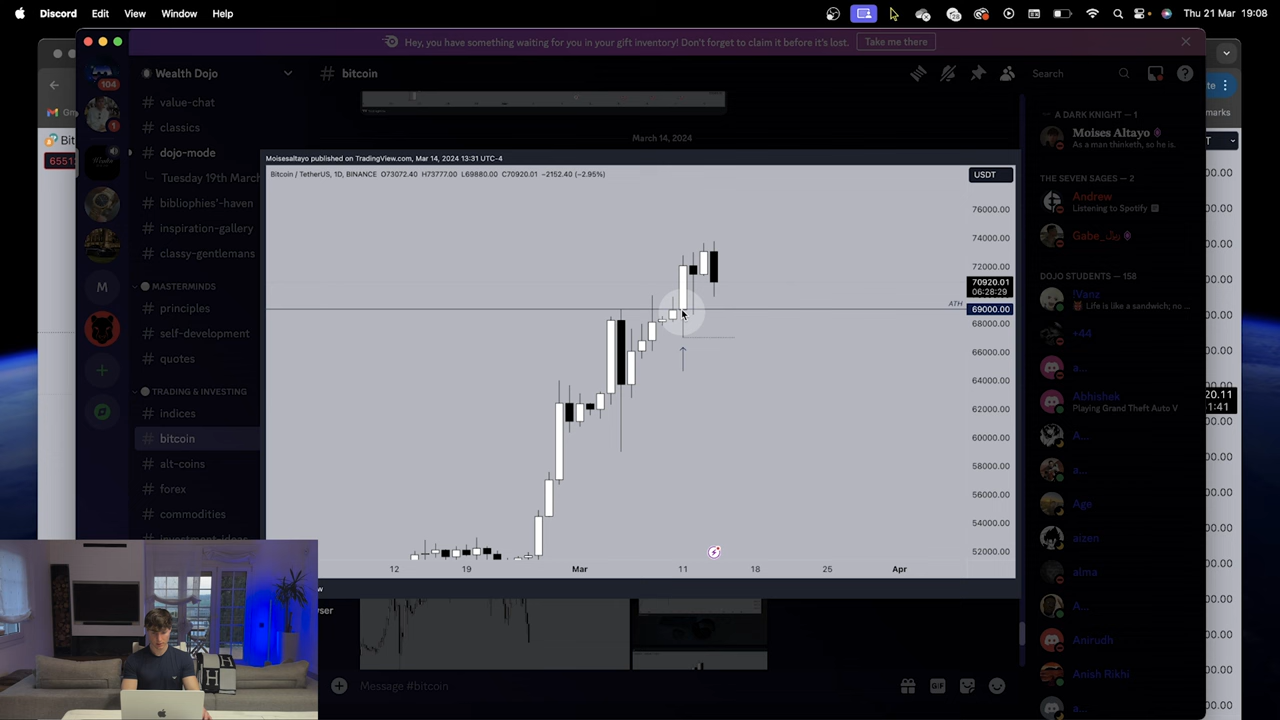 Discord Edit View Window Help
28
Thu 21 Mar 19:08
Hey, you have something waiting for you in your gift inventory! Don't forget to claim it before it's lost. Take me there
104
1
M
Wealth Dojo
# bitcoin
Search
# value-chat
# classics
# dojo-mode
Tuesday 19th March
# bibliophies'-haven
# inspiration-gallery
# classy-gentlemans
MASTERMINDS
# principles
# self-development
# quotes
TRADING & INVESTING
# indices
# bitcoin
# alt-coins
# forex
# commodities
March 14, 2024
Moisesaltayo published on TradingView.com, Mar 14, 2024 13:31 UTC-4
Bitcoin / TetherUS, 1D, BINANCE O73072.40 H73777.00 L69880.00 C70920.01 −2152.40 (−2.95%)
USDT
76000.00
74000.00
72000.00
70920.01
06:28:29
ATH
69000.00
68000.00
66000.00
64000.00
62000.00
60000.00
58000.00
56000.00
54000.00
52000.00
12 19 Mar 11 18 25 Apr
Message #bitcoin
GIF
A DARK KNIGHT — 1
Moises Altayo
As a man thinketh, so he is.
THE SEVEN SAGES — 2
Andrew
Listening to Spotify
DOJO STUDENTS — 158
!Vanz
Life is like a sandwich; no ...
+44
a...
Abhishek
Playing Grand Theft Auto V
A...
a...
Age
aizen
alma
A...
Anirudh
Anish Rikhi
a...